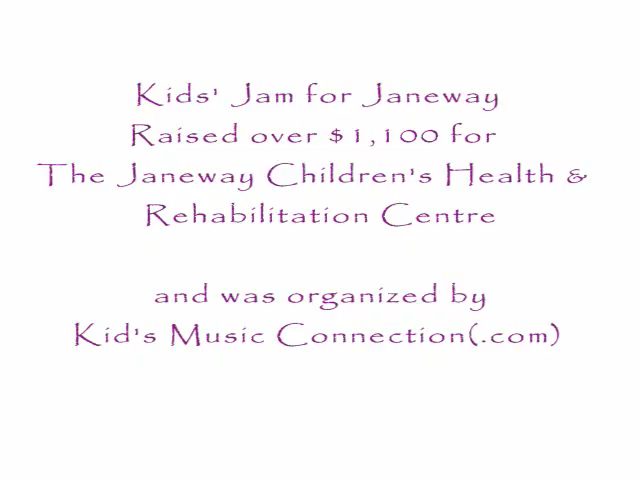 Kids' Jam for Janeway
Raised over $1,100 for
The Janeway Children's Health &
Rehabilitation Centre
and was organized by
Kid's Music Connection(.com)